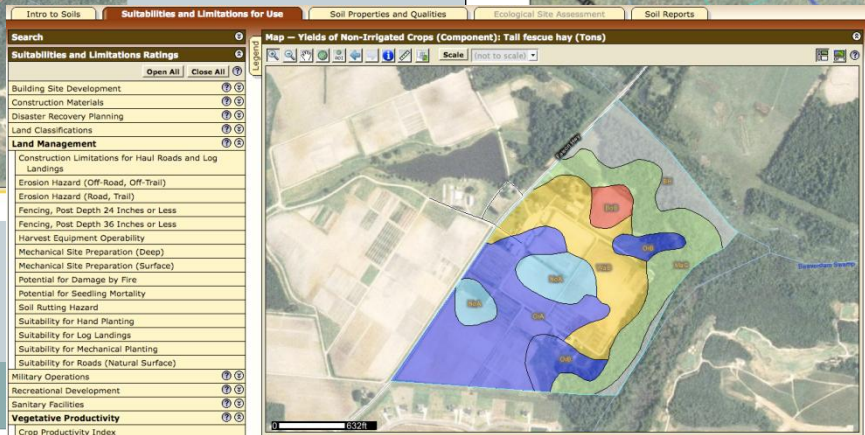 Intro to Soils
Suitabilities and Limitations for Use
Soil Properties and Qualities
Ecological Site Assessment
Soil Reports
Search
Suitabilities and Limitations Ratings
Open All
Close All
Building Site Development
Construction Materials
Disaster Recovery Planning
Land Classifications
Land Management
Construction Limitations for Haul Roads and Log
Landings
Erosion Hazard (Off-Road, Off-Trail)
Erosion Hazard (Road, Trail)
Fencing, Post Depth 24 Inches or Less
Fencing, Post Depth 36 Inches or Less
Harvest Equipment Operability
Mechanical Site Preparation (Deep)
Mechanical Site Preparation (Surface)
Potential for Damage by Fire
Potential for Seedling Mortality
Soil Rutting Hazard
Suitability for Hand Planting
Suitability for Log Landings
Suitability for Mechanical Planting
Suitability for Roads (Natural Surface)
Military Operations
Recreational Development
Sanitary Facilities
Vegetative Productivity
Crop Productivity Index
Legend
Map — Yields of Non-Irrigated Crops (Component): Tall fescue hay (Tons)
Scale
(not to scale)
0
632ft